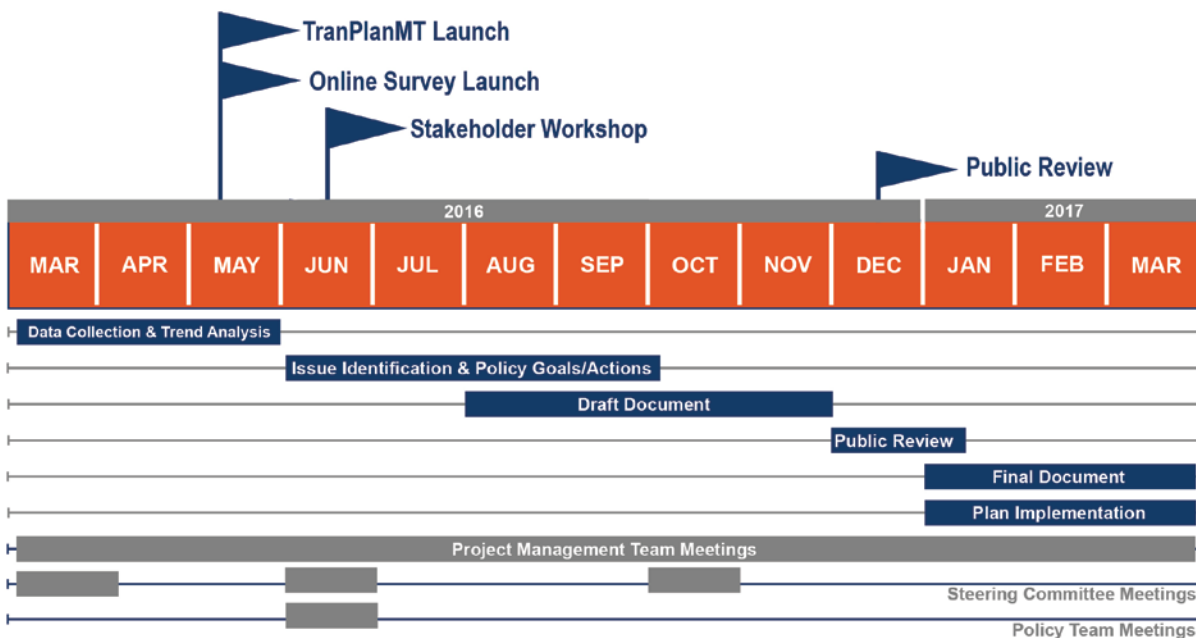 TranPlanMT Launch
Online Survey Launch
Stakeholder Workshop
Public Review
2016 2017
MAR APR MAY JUN JUL AUG SEP OCT NOV DEC JAN FEB MAR
Data Collection & Trend Analysis
Issue Identification & Policy Goals/Actions
Draft Document
Public Review
Final Document
Plan Implementation
Project Management Team Meetings
Steering Committee Meetings
Policy Team Meetings